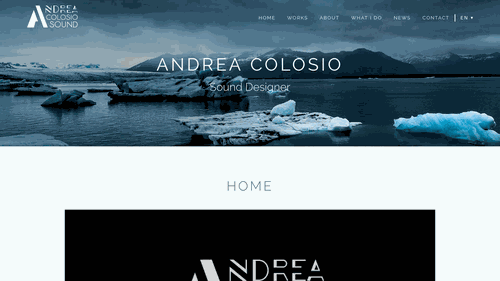 ANDREA
COLOSIO
SOUND
HOME WORKS ABOUT WHAT I DO NEWS CONTACT EN
ANDREA COLOSIO
Sound Designer
HOME
ANDREA